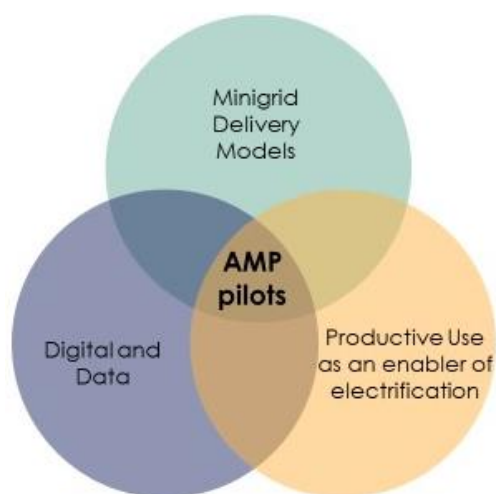 Minigrid
Delivery
Models
AMP
pilots
Digital and
Data
Productive Use
as an enabler of
electrification